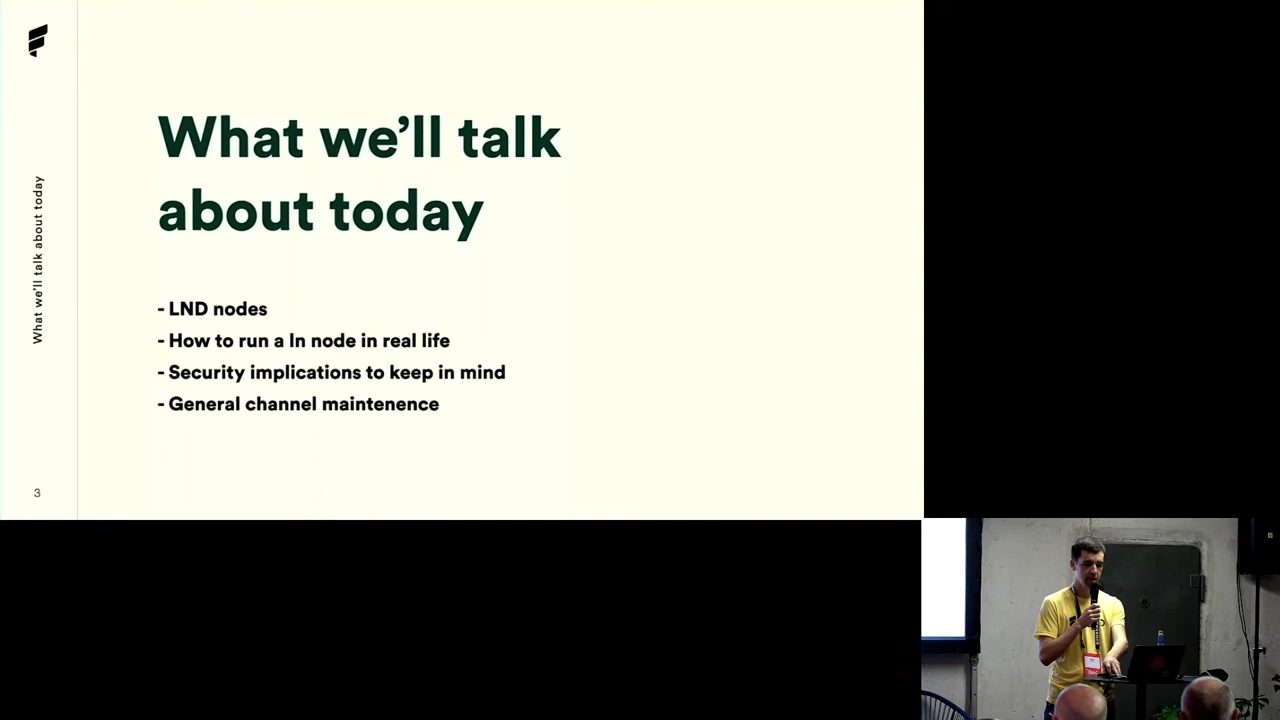 What we'll talk about today
What we’ll talk
about today
- LND nodes
- How to run a ln node in real life
- Security implications to keep in mind
- General channel maintenence
3